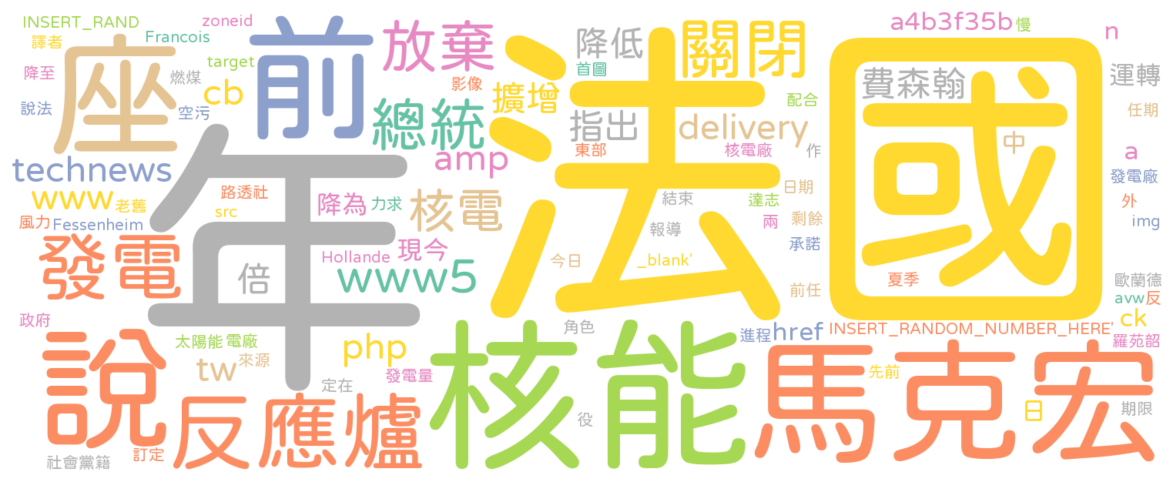 INSERT_RAND
zoneid
Francois
譯者
target
降至
燃煤
cb
說法
空污
座
前
放棄
影像
擴增
總統
amp
technews
www
老舊
路透社
src
風力
Fessenheim
降為
力求
核電
發電
年
倍
Hollande
現今
www5
政府
太陽能
電廠
tw
來源
php
發電量
定在
說
反應爐
社會黨籍
訂定
法國
降低
首圖
關閉
指出
東部
delivery
配合
核電廠
作
結束
日期
達志
兩
剩餘
報導
承諾
今日
_blank'
前任
角色
進程
href
INSERT_RANDOM_NUMBER_HERE'
核能
役
先前
馬克宏
a4b3f35b
慢
n
費森翰
運轉
任期
中
a
發電廠
外
img
夏季
歐蘭德
avw
反
ck
羅苑韶
日
期限